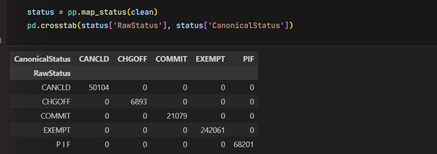 status = pp.map_status(clean)
pd.crosstab(status['RawStatus'], status['CanonicalStatus'])
CanonicalStatus CANCLD CHGOFF COMMIT EXEMPT PIF
RawStatus
CANCLD 50104 0 0 0 0
CHGOFF 0 6893 0 0 0
COMMIT 0 0 21079 0 0
EXEMPT 0 0 0 242061 0
P I F 0 0 0 0 68201